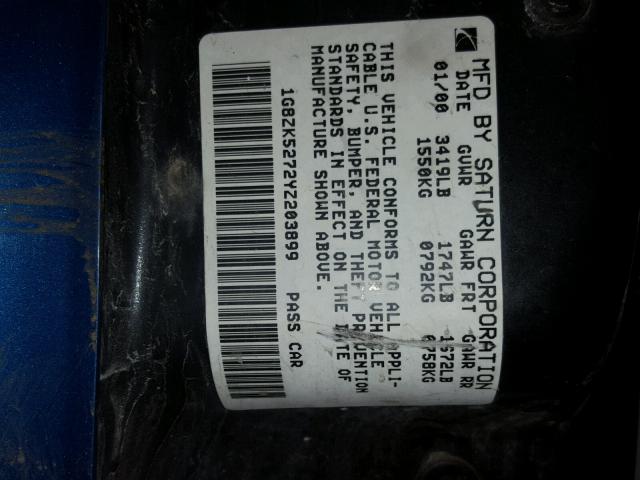 MFD BY SATURN CORPORATION
DATE GVWR GAWR FRT GAWR RR
01/00 3419LB 1747LB 1672LB
1550KG 0792KG 0758KG
THIS VEHICLE CONFORMS TO ALL APPLI-
CABLE U.S. FEDERAL MOTOR VEHICLE
SAFETY, BUMPER, AND THEFT PREVENTION
STANDARDS IN EFFECT ON THE DATE OF
MANUFACTURE SHOWN ABOVE.
1G8ZK5272YZ203899 PASS CAR